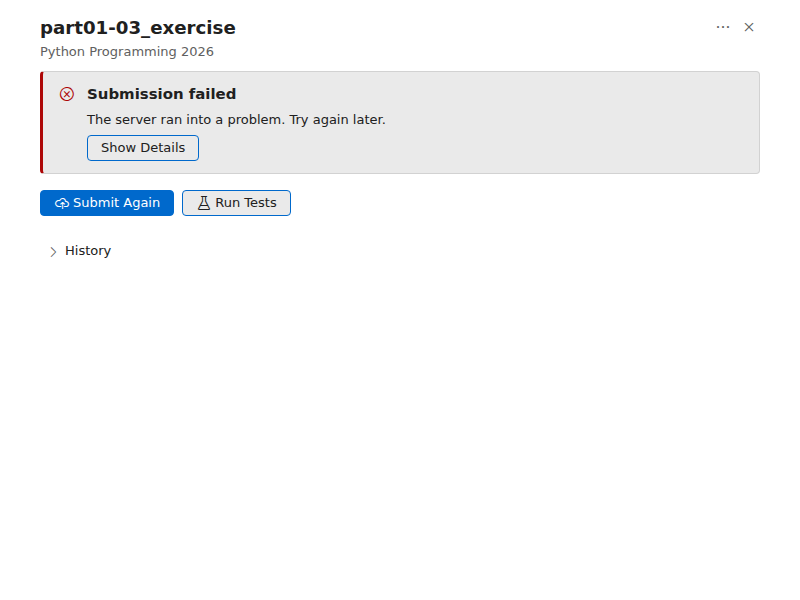 part01-03_exercise
Python Programming 2026
Submission failed
The server ran into a problem. Try again later.
Show Details
Submit Again
Run Tests
History